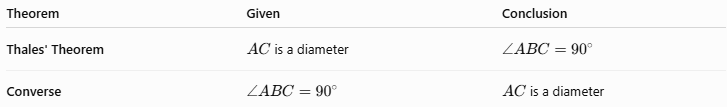 Theorem Given Conclusion
Thales' Theorem AC is a diameter ∠ABC = 90°
Converse ∠ABC = 90° AC is a diameter